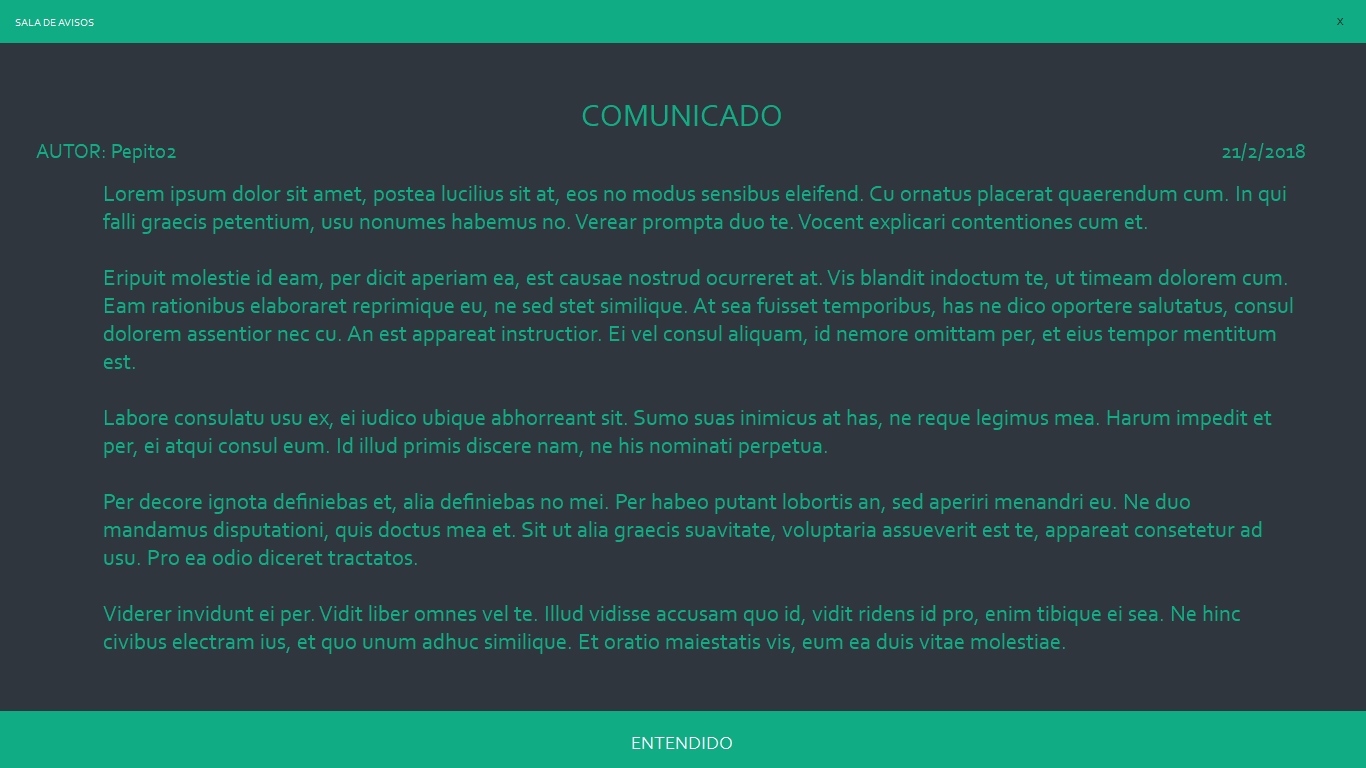 SALA DE AVISOS
X
COMUNICADO
AUTOR: Pepito2
21/2/2018
Lorem ipsum dolor sit amet, postea lucilius sit at, eos no modus sensibus eleifend. Cu ornatus placerat quaerendum cum. In qui
falli graecis petentium, usu nonumes habemus no. Verear prompta duo te. Vocent explicari contentiones cum et.
Eripuit molestie id eam, per dicit aperiam ea, est causae nostrud ocurreret at. Vis blandit indoctum te, ut timeam dolorem cum.
Eam rationibus elaboraret reprimique eu, ne sed stet similique. At sea fuisset temporibus, has ne dico oportere salutatus, consul
dolorem assentior nec cu. An est appareat instructior. Ei vel consul aliquam, id nemore omittam per, et eius tempor mentitum
est.
Labore consulatu usu ex, ei iudico ubique abhorreant sit. Sumo suas inimicus at has, ne reque legimus mea. Harum impedit et
per, ei atqui consul eum. Id illud primis discere nam, ne his nominati perpetua.
Per decore ignota definiebas et, alia definiebas no mei. Per habeo putant lobortis an, sed aperiri menandri eu. Ne duo
mandamus disputationi, quis doctus mea et. Sit ut alia graecis suavitate, voluptaria assueverit est te, appareat consetetur ad
usu. Pro ea odio diceret tractatos.
Viderer invidunt ei per. Vidit liber omnes vel te. Illud vidisse accusam quo id, vidit ridens id pro, enim tibique ei sea. Ne hinc
civibus electram ius, et quo unum adhuc similique. Et oratio maiestatis vis, eum ea duis vitae molestiae.
ENTENDIDO